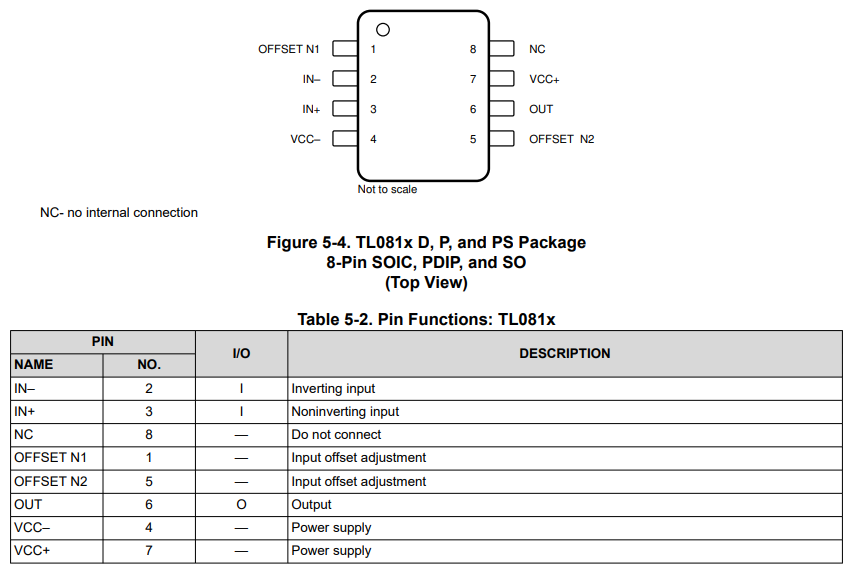 OFFSET N1 1 8 NC
IN– 2 7 VCC+
IN+ 3 6 OUT
VCC– 4 5 OFFSET N2
Not to scale
NC- no internal connection
Figure 5-4. TL081x D, P, and PS Package
8-Pin SOIC, PDIP, and SO
(Top View)
Table 5-2. Pin Functions: TL081x
PIN I/O DESCRIPTION
NAME NO.
IN– 2 I Inverting input
IN+ 3 I Noninverting input
NC 8 — Do not connect
OFFSET N1 1 — Input offset adjustment
OFFSET N2 5 — Input offset adjustment
OUT 6 O Output
VCC– 4 — Power supply
VCC+ 7 — Power supply